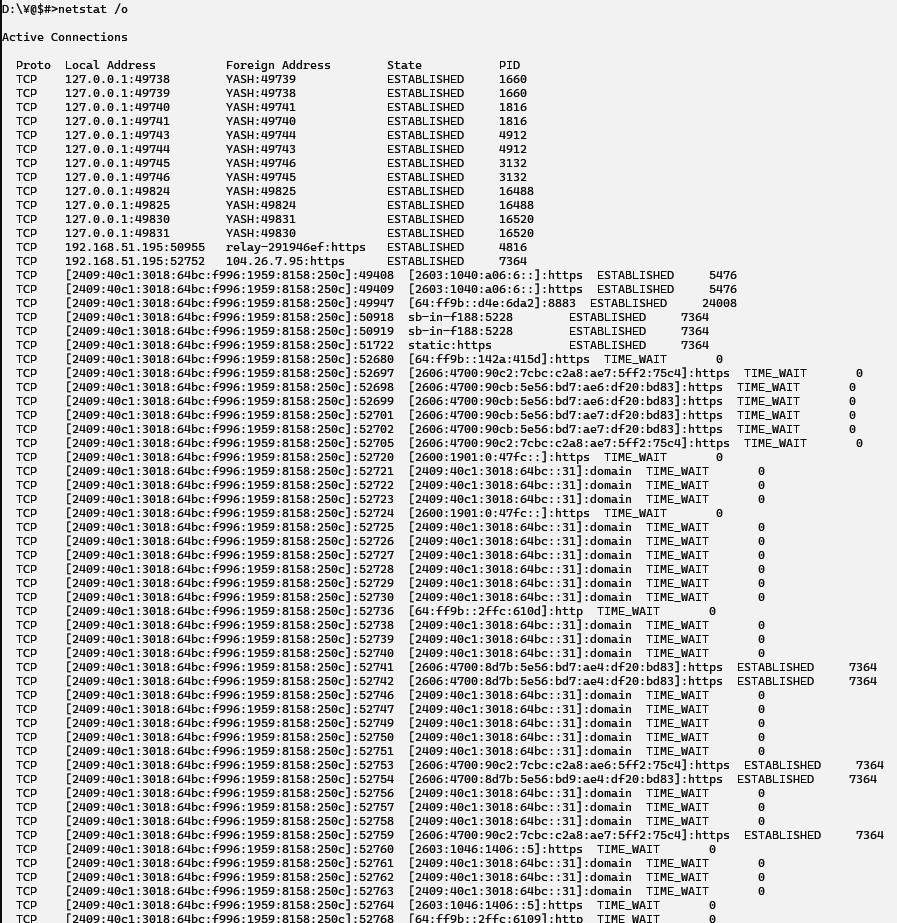 D:\¥@$#>netstat /o
Active Connections
Proto  Local Address          Foreign Address        State           PID
TCP    127.0.0.1:49738        YASH:49739             ESTABLISHED     1660
TCP    127.0.0.1:49739        YASH:49738             ESTABLISHED     1660
TCP    127.0.0.1:49740        YASH:49741             ESTABLISHED     1816
TCP    127.0.0.1:49741        YASH:49740             ESTABLISHED     1816
TCP    127.0.0.1:49743        YASH:49744             ESTABLISHED     4912
TCP    127.0.0.1:49744        YASH:49743             ESTABLISHED     4912
TCP    127.0.0.1:49745        YASH:49746             ESTABLISHED     3132
TCP    127.0.0.1:49746        YASH:49745             ESTABLISHED     3132
TCP    127.0.0.1:49824        YASH:49825             ESTABLISHED     16488
TCP    127.0.0.1:49825        YASH:49824             ESTABLISHED     16488
TCP    127.0.0.1:49830        YASH:49831             ESTABLISHED     16520
TCP    127.0.0.1:49831        YASH:49830             ESTABLISHED     16520
TCP    192.168.51.195:50955   relay-291946ef:https   ESTABLISHED     4816
TCP    192.168.51.195:52752   104.26.7.95:https      ESTABLISHED     7364
TCP    [2409:40c1:3018:64bc:f996:1959:8158:250c]:49408  [2603:1040:a06:6::]:https  ESTABLISHED     5476
TCP    [2409:40c1:3018:64bc:f996:1959:8158:250c]:49409  [2603:1040:a06:6::]:https  ESTABLISHED     5476
TCP    [2409:40c1:3018:64bc:f996:1959:8158:250c]:49947  [64:ff9b::d4e:6da2]:8883  ESTABLISHED     24008
TCP    [2409:40c1:3018:64bc:f996:1959:8158:250c]:50918  sb-in-f188:5228        ESTABLISHED     7364
TCP    [2409:40c1:3018:64bc:f996:1959:8158:250c]:50919  sb-in-f188:5228        ESTABLISHED     7364
TCP    [2409:40c1:3018:64bc:f996:1959:8158:250c]:51722  static:https           ESTABLISHED     7364
TCP    [2409:40c1:3018:64bc:f996:1959:8158:250c]:52680  [64:ff9b::142a:415d]:https  TIME_WAIT       0
TCP    [2409:40c1:3018:64bc:f996:1959:8158:250c]:52697  [2606:4700:90c2:7cbc:c2a8:ae7:5ff2:75c4]:https  TIME_WAIT       0
TCP    [2409:40c1:3018:64bc:f996:1959:8158:250c]:52698  [2606:4700:90cb:5e56:bd7:ae6:df20:bd83]:https  TIME_WAIT       0
TCP    [2409:40c1:3018:64bc:f996:1959:8158:250c]:52699  [2606:4700:90cb:5e56:bd7:ae6:df20:bd83]:https  TIME_WAIT       0
TCP    [2409:40c1:3018:64bc:f996:1959:8158:250c]:52701  [2606:4700:90cb:5e56:bd7:ae7:df20:bd83]:https  TIME_WAIT       0
TCP    [2409:40c1:3018:64bc:f996:1959:8158:250c]:52702  [2606:4700:90cb:5e56:bd7:ae7:df20:bd83]:https  TIME_WAIT       0
TCP    [2409:40c1:3018:64bc:f996:1959:8158:250c]:52705  [2606:4700:90c2:7cbc:c2a8:ae7:5ff2:75c4]:https  TIME_WAIT       0
TCP    [2409:40c1:3018:64bc:f996:1959:8158:250c]:52720  [2600:1901:0:47fc::]:https  TIME_WAIT       0
TCP    [2409:40c1:3018:64bc:f996:1959:8158:250c]:52721  [2409:40c1:3018:64bc::31]:domain  TIME_WAIT       0
TCP    [2409:40c1:3018:64bc:f996:1959:8158:250c]:52722  [2409:40c1:3018:64bc::31]:domain  TIME_WAIT       0
TCP    [2409:40c1:3018:64bc:f996:1959:8158:250c]:52723  [2409:40c1:3018:64bc::31]:domain  TIME_WAIT       0
TCP    [2409:40c1:3018:64bc:f996:1959:8158:250c]:52724  [2600:1901:0:47fc::]:https  TIME_WAIT       0
TCP    [2409:40c1:3018:64bc:f996:1959:8158:250c]:52725  [2409:40c1:3018:64bc::31]:domain  TIME_WAIT       0
TCP    [2409:40c1:3018:64bc:f996:1959:8158:250c]:52726  [2409:40c1:3018:64bc::31]:domain  TIME_WAIT       0
TCP    [2409:40c1:3018:64bc:f996:1959:8158:250c]:52727  [2409:40c1:3018:64bc::31]:domain  TIME_WAIT       0
TCP    [2409:40c1:3018:64bc:f996:1959:8158:250c]:52728  [2409:40c1:3018:64bc::31]:domain  TIME_WAIT       0
TCP    [2409:40c1:3018:64bc:f996:1959:8158:250c]:52729  [2409:40c1:3018:64bc::31]:domain  TIME_WAIT       0
TCP    [2409:40c1:3018:64bc:f996:1959:8158:250c]:52730  [2409:40c1:3018:64bc::31]:domain  TIME_WAIT       0
TCP    [2409:40c1:3018:64bc:f996:1959:8158:250c]:52736  [64:ff9b::2ffc:610d]:http  TIME_WAIT       0
TCP    [2409:40c1:3018:64bc:f996:1959:8158:250c]:52738  [2409:40c1:3018:64bc::31]:domain  TIME_WAIT       0
TCP    [2409:40c1:3018:64bc:f996:1959:8158:250c]:52739  [2409:40c1:3018:64bc::31]:domain  TIME_WAIT       0
TCP    [2409:40c1:3018:64bc:f996:1959:8158:250c]:52740  [2409:40c1:3018:64bc::31]:domain  TIME_WAIT       0
TCP    [2409:40c1:3018:64bc:f996:1959:8158:250c]:52741  [2606:4700:8d7b:5e56:bd7:ae4:df20:bd83]:https  ESTABLISHED     7364
TCP    [2409:40c1:3018:64bc:f996:1959:8158:250c]:52742  [2606:4700:8d7b:5e56:bd7:ae4:df20:bd83]:https  ESTABLISHED     7364
TCP    [2409:40c1:3018:64bc:f996:1959:8158:250c]:52746  [2409:40c1:3018:64bc::31]:domain  TIME_WAIT       0
TCP    [2409:40c1:3018:64bc:f996:1959:8158:250c]:52747  [2409:40c1:3018:64bc::31]:domain  TIME_WAIT       0
TCP    [2409:40c1:3018:64bc:f996:1959:8158:250c]:52749  [2409:40c1:3018:64bc::31]:domain  TIME_WAIT       0
TCP    [2409:40c1:3018:64bc:f996:1959:8158:250c]:52750  [2409:40c1:3018:64bc::31]:domain  TIME_WAIT       0
TCP    [2409:40c1:3018:64bc:f996:1959:8158:250c]:52751  [2409:40c1:3018:64bc::31]:domain  TIME_WAIT       0
TCP    [2409:40c1:3018:64bc:f996:1959:8158:250c]:52753  [2606:4700:90c2:7cbc:c2a8:ae6:5ff2:75c4]:https  ESTABLISHED     7364
TCP    [2409:40c1:3018:64bc:f996:1959:8158:250c]:52754  [2606:4700:8d7b:5e56:bd9:ae4:df20:bd83]:https  ESTABLISHED     7364
TCP    [2409:40c1:3018:64bc:f996:1959:8158:250c]:52756  [2409:40c1:3018:64bc::31]:domain  TIME_WAIT       0
TCP    [2409:40c1:3018:64bc:f996:1959:8158:250c]:52757  [2409:40c1:3018:64bc::31]:domain  TIME_WAIT       0
TCP    [2409:40c1:3018:64bc:f996:1959:8158:250c]:52758  [2409:40c1:3018:64bc::31]:domain  TIME_WAIT       0
TCP    [2409:40c1:3018:64bc:f996:1959:8158:250c]:52759  [2606:4700:90c2:7cbc:c2a8:ae7:5ff2:75c4]:https  ESTABLISHED     7364
TCP    [2409:40c1:3018:64bc:f996:1959:8158:250c]:52760  [2603:1046:1406::5]:https  TIME_WAIT       0
TCP    [2409:40c1:3018:64bc:f996:1959:8158:250c]:52761  [2409:40c1:3018:64bc::31]:domain  TIME_WAIT       0
TCP    [2409:40c1:3018:64bc:f996:1959:8158:250c]:52762  [2409:40c1:3018:64bc::31]:domain  TIME_WAIT       0
TCP    [2409:40c1:3018:64bc:f996:1959:8158:250c]:52763  [2409:40c1:3018:64bc::31]:domain  TIME_WAIT       0
TCP    [2409:40c1:3018:64bc:f996:1959:8158:250c]:52764  [2603:1046:1406::5]:https  TIME_WAIT       0
TCP    [2409:40c1:3018:64bc:f996:1959:8158:250c]:52768  [64:ff9b::2ffc:6109]:http  TIME_WAIT       0